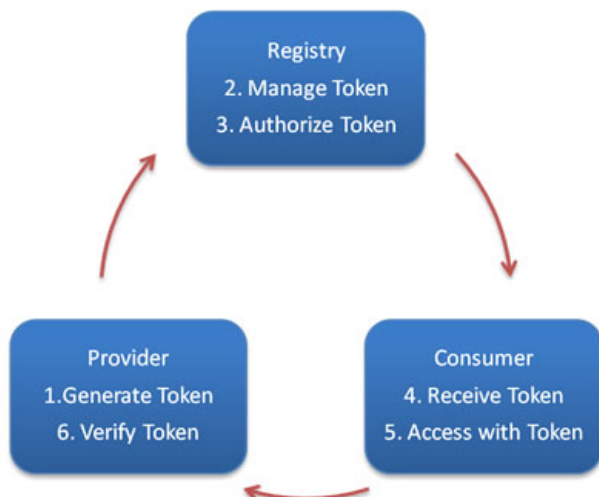 Registry
2. Manage Token
3. Authorize Token
Provider
1.Generate Token
6. Verify Token
Consumer
4. Receive Token
5. Access with Token